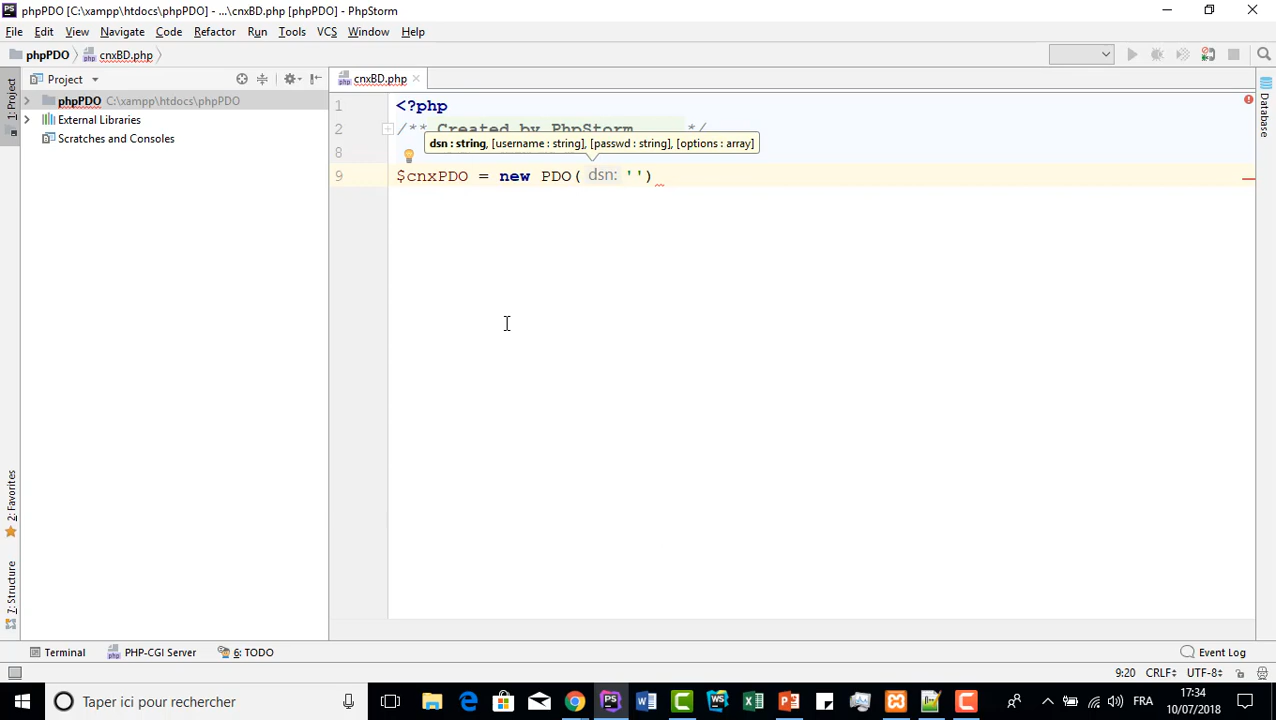 phpPDO [C:\xampp\htdocs\phpPDO] - ...\cnxBD.php [phpPDO] - PhpStorm
File Edit View Navigate Code Refactor Run Tools VCS Window Help
phpPDO cnxBD.php
1: Project
Project
cnxBD.php
phpPDO C:\xampp\htdocs\phpPDO
External Libraries
Scratches and Consoles
1 <?php
2 /** Created by PhpStorm. */
dsn : string, [username : string], [passwd : string], [options : array]
8
9 $cnxPDO = new PDO( dsn: '')
Database
2: Favorites
7: Structure
Terminal PHP-CGI Server 6: TODO Event Log
9:20 CRLF UTF-8
Taper ici pour rechercher
FRA
17:34
10/07/2018